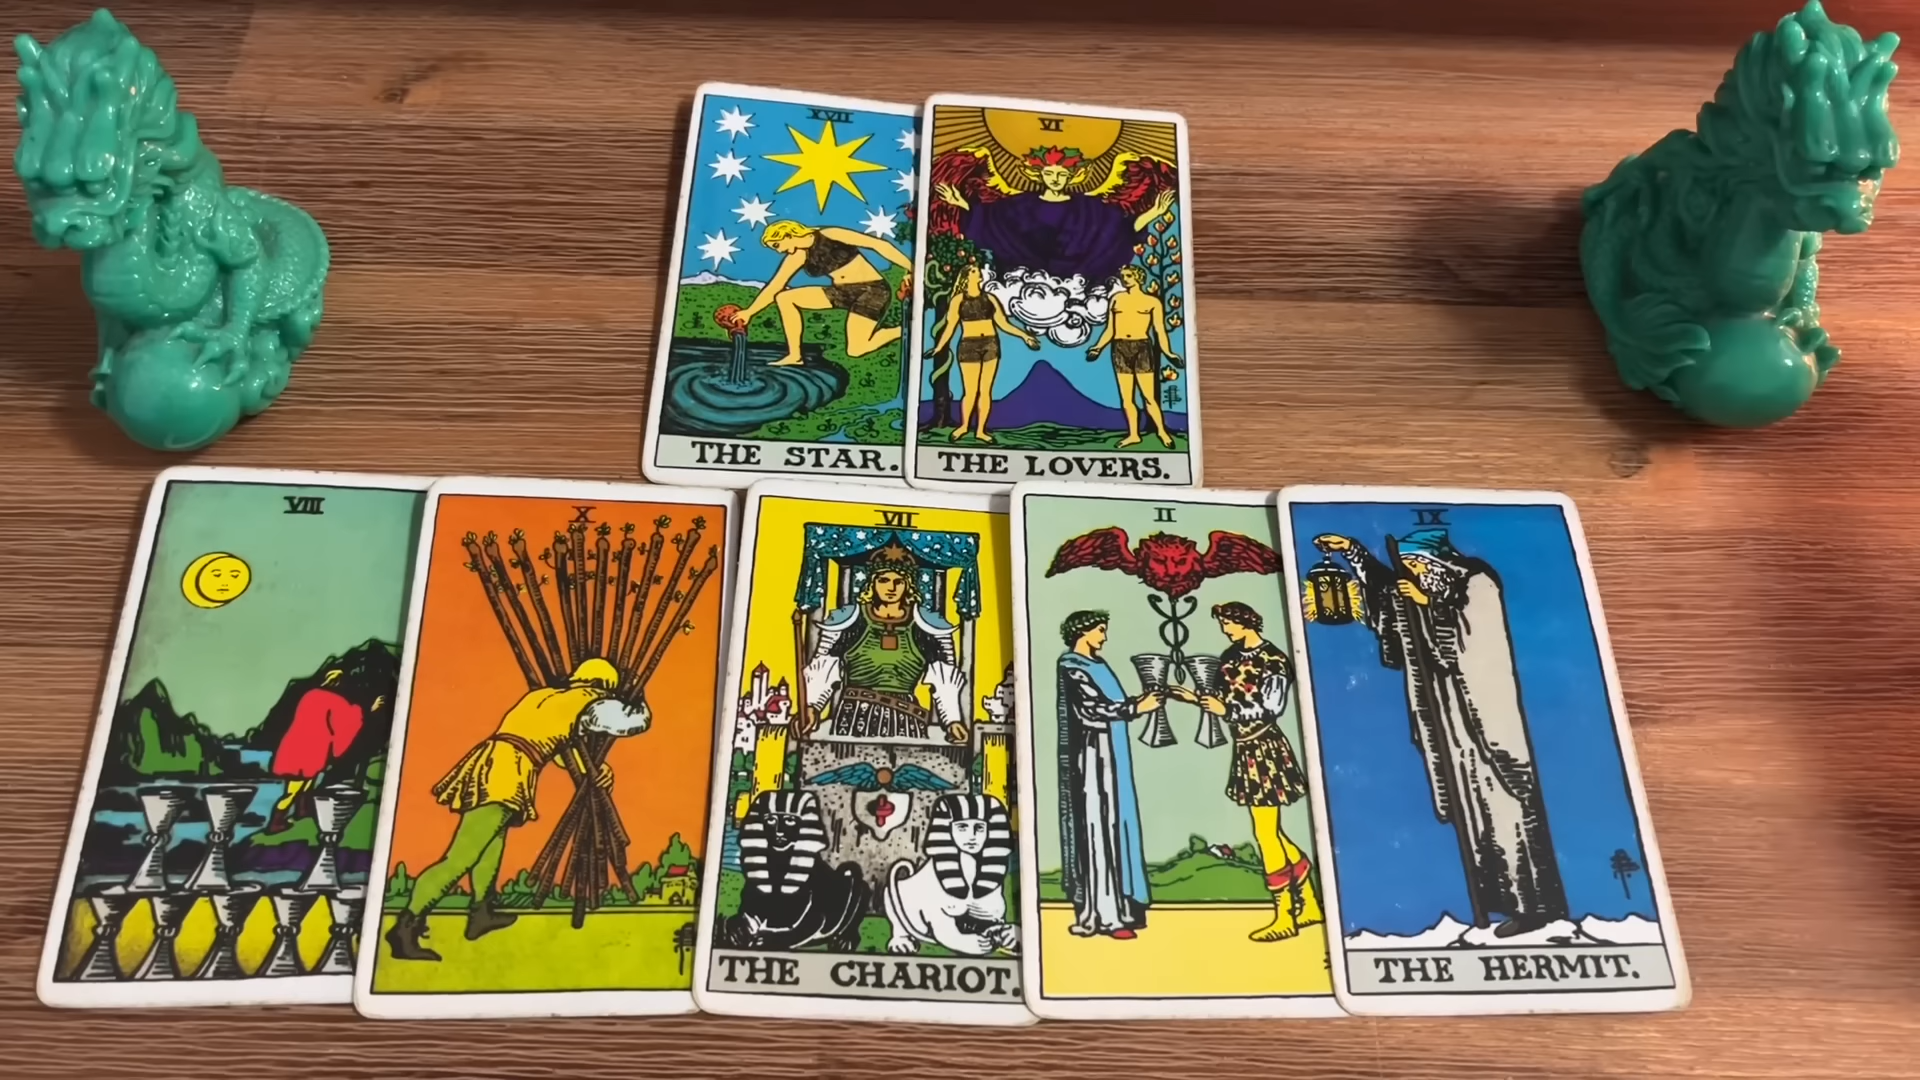 XVII
VI
THE STAR.
THE LOVERS.
VIII
X
VII
II
IX
THE CHARIOT.
THE HERMIT.